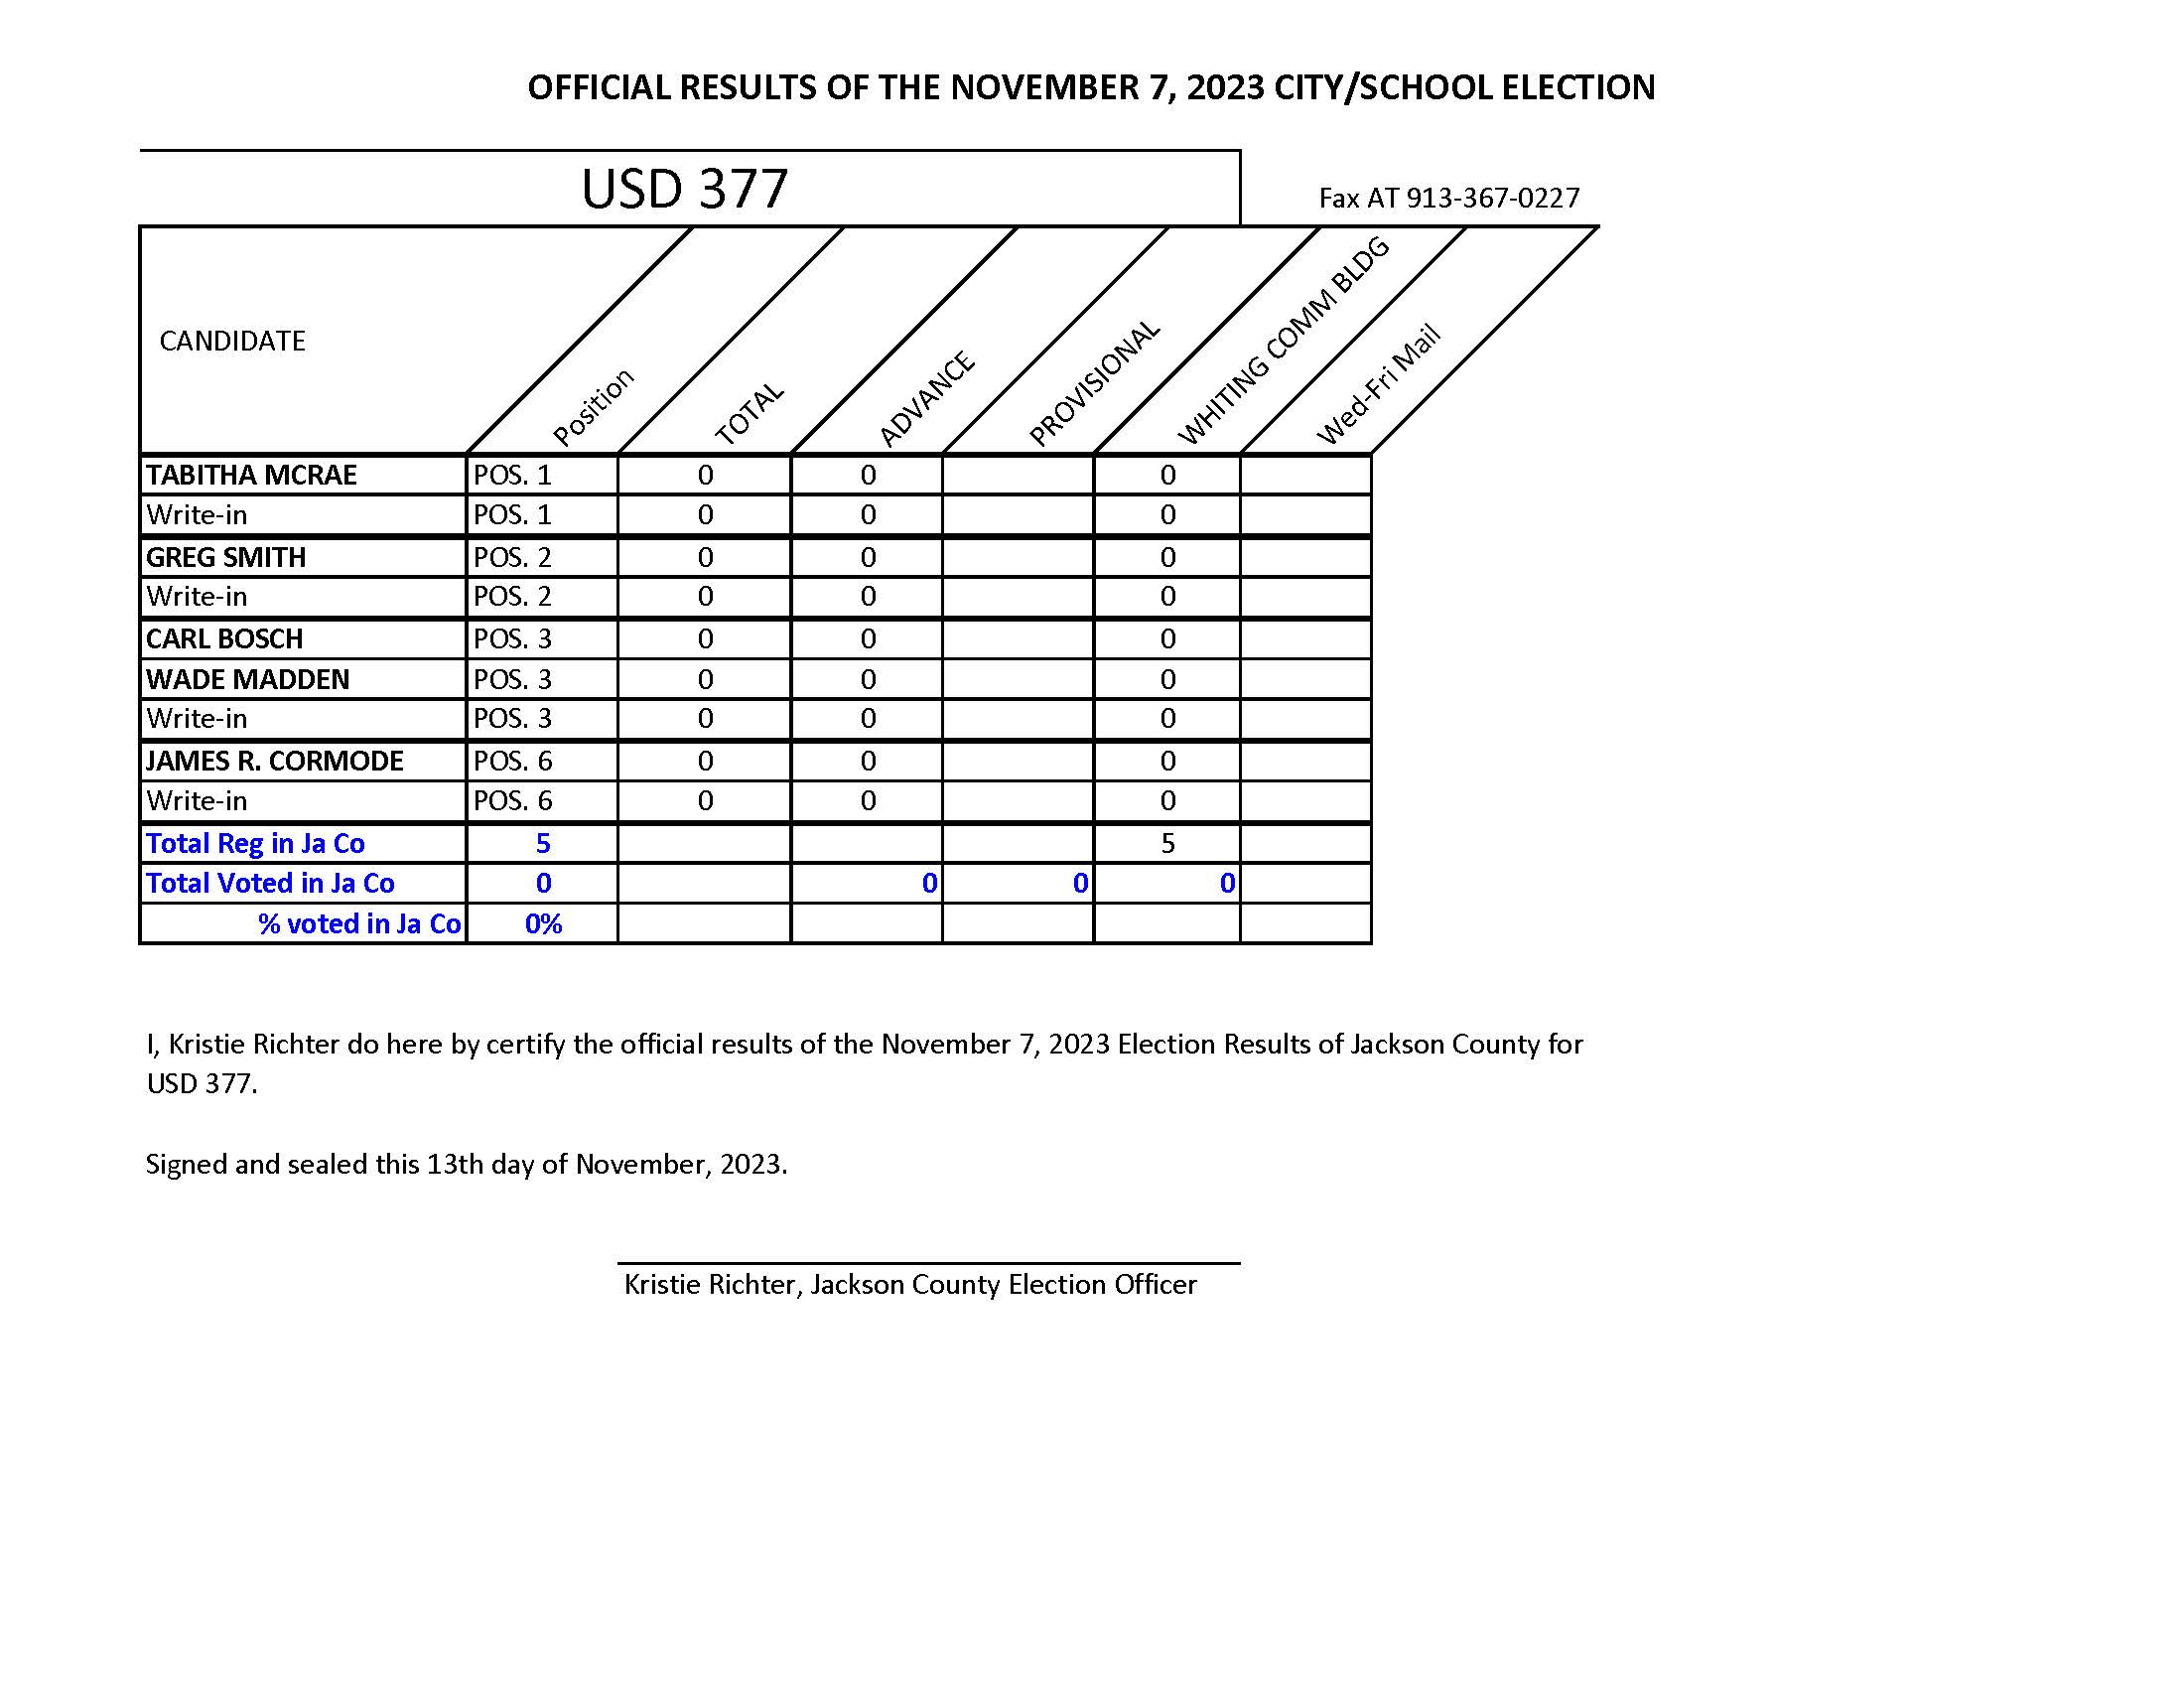 OFFICIAL RESULTS OF THE NOVEMBER 7, 2023 CITY/SCHOOL ELECTION
USD 377
Fax AT 913-367-0227
CANDIDATE Position TOTAL ADVANCE PROVISIONAL WHITING COMM BLDG Wed-Fri Mail
TABITHA MCRAE POS. 1 0 0 0
Write-in POS. 1 0 0 0
GREG SMITH POS. 2 0 0 0
Write-in POS. 2 0 0 0
CARL BOSCH POS. 3 0 0 0
WADE MADDEN POS. 3 0 0 0
Write-in POS. 3 0 0 0
JAMES R. CORMODE POS. 6 0 0 0
Write-in POS. 6 0 0 0
Total Reg in Ja Co 5 5
Total Voted in Ja Co 0 0 0 0
% voted in Ja Co 0%
I, Kristie Richter do here by certify the official results of the November 7, 2023 Election Results of Jackson County for
USD 377.
Signed and sealed this 13th day of November, 2023.
Kristie Richter, Jackson County Election Officer